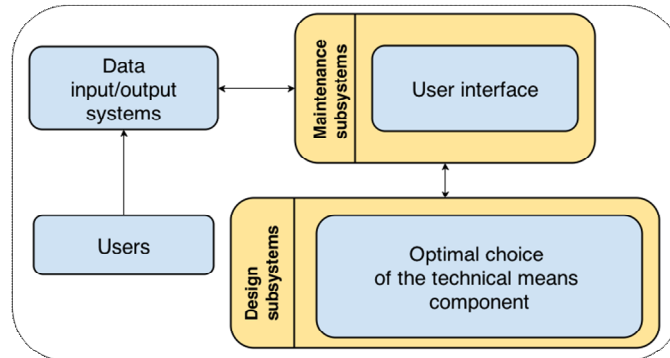 Data
input/output
systems
Maintenance
subsystems
User interface
Users
Design
subsystems
Optimal choice
of the technical means
component